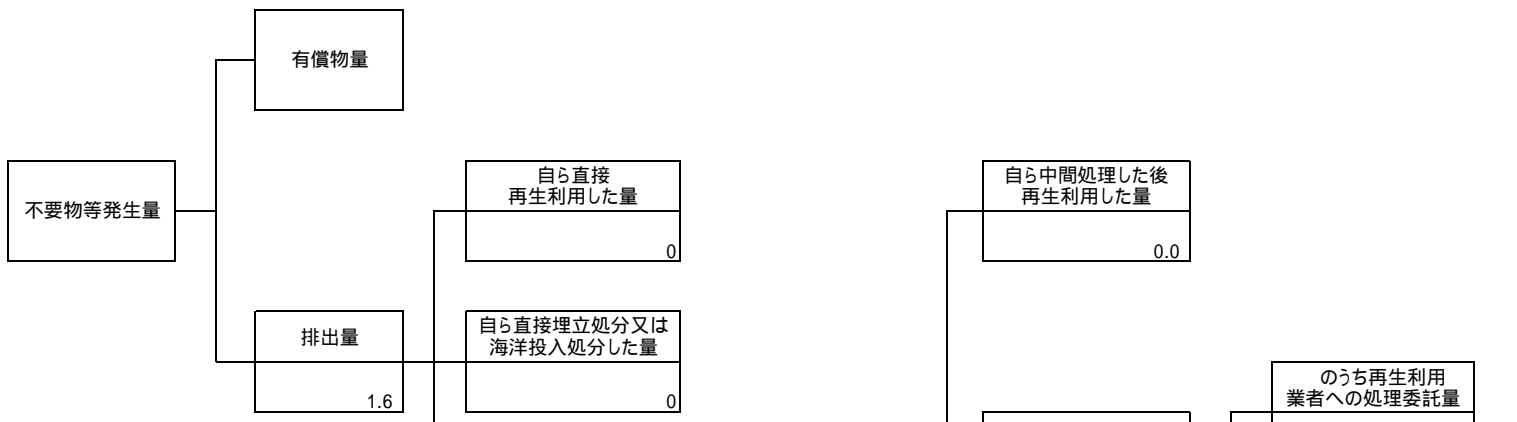 有償物量
不要物等発生量
自ら直接
再生利用した量
0
自ら中間処理した後
再生利用した量
0.0
排出量
1.6
自ら直接埋立処分又は
海洋投入処分した量
0
のうち再生利用
業者への処理委託量